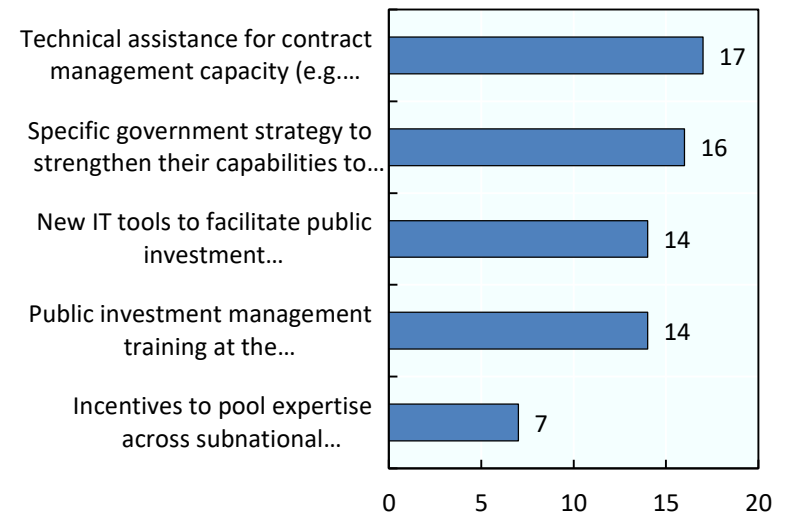 Technical assistance for contract
management capacity (e.g.…
17
Specific government strategy to
strengthen their capabilities to…
16
New IT tools to facilitate public
investment…
14
Public investment management
training at the…
14
Incentives to pool expertise
across subnational…
7
0 5 10 15 20